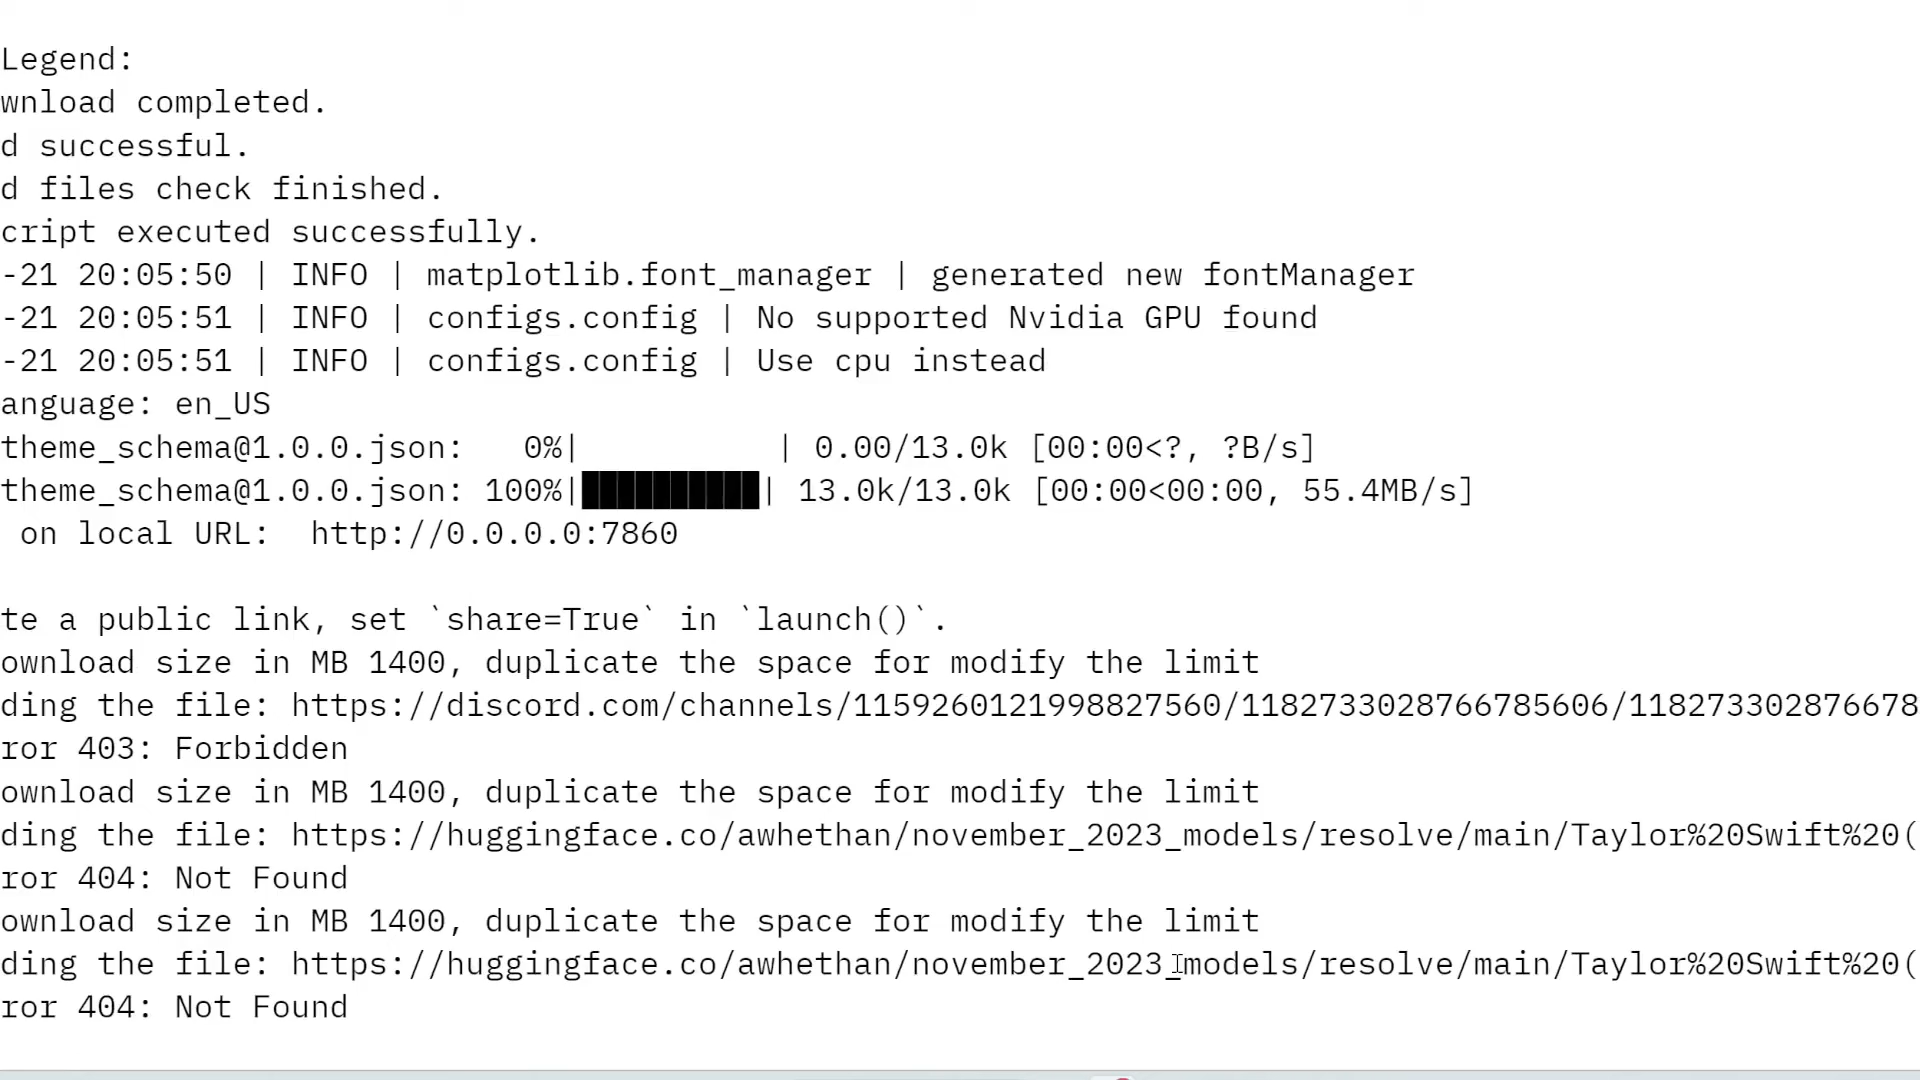 Legend:
wnload completed.
d successful.
d files check finished.
cript executed successfully.
-21 20:05:50 | INFO | matplotlib.font_manager | generated new fontManager
-21 20:05:51 | INFO | configs.config | No supported Nvidia GPU found
-21 20:05:51 | INFO | configs.config | Use cpu instead
anguage: en_US
theme_schema@1.0.0.json:   0%|          | 0.00/13.0k [00:00<?, ?B/s]
theme_schema@1.0.0.json: 100%|██████████| 13.0k/13.0k [00:00<00:00, 55.4MB/s]
 on local URL:  http://0.0.0.0:7860
te a public link, set `share=True` in `launch()`.
ownload size in MB 1400, duplicate the space for modify the limit
ding the file: https://discord.com/channels/1159260121998827560/1182733028766785606/118273302876678
ror 403: Forbidden
ownload size in MB 1400, duplicate the space for modify the limit
ding the file: https://huggingface.co/awhethan/november_2023_models/resolve/main/Taylor%20Swift%20(
ror 404: Not Found
ownload size in MB 1400, duplicate the space for modify the limit
ding the file: https://huggingface.co/awhethan/november_2023_models/resolve/main/Taylor%20Swift%20(
ror 404: Not Found